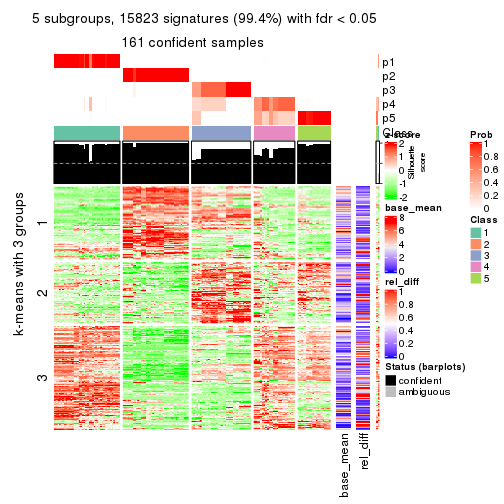 5 subgroups, 15823 signatures (99.4%) with fdr < 0.05
161 confident samples
p1
p2
p3
p4
p5
Class
Silhouette
score
k-means with 3 groups
1
2
3
base_mean
rel_diff
z-score
2
1
0
-1
-2
base_mean
8
6
4
2
0
rel_diff
1
0.8
0.6
0.4
0.2
0
Status (barplots)
confident
ambiguous
Prob
1
0.8
0.6
0.4
0.2
0
Class
1
2
3
4
5